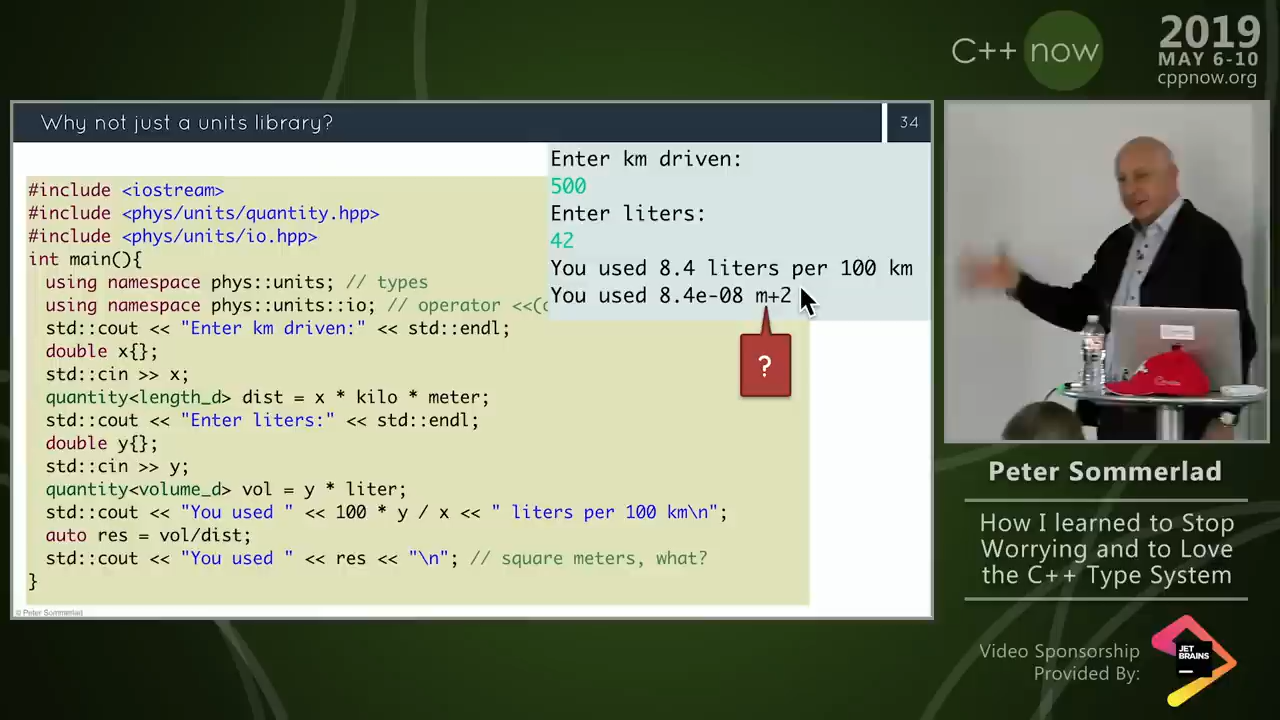 C++ now
2019
MAY 6-10
cppnow.org
Why not just a units library?
34
#include <iostream>
#include <phys/units/quantity.hpp>
#include <phys/units/io.hpp>
int main(){
using namespace phys::units; // types
using namespace phys::units::io; // operator <<(
std::cout << "Enter km driven:" << std::endl;
double x{};
std::cin >> x;
quantity<length_d> dist = x * kilo * meter;
std::cout << "Enter liters:" << std::endl;
double y{};
std::cin >> y;
quantity<volume_d> vol = y * liter;
std::cout << "You used " << 100 * y / x << " liters per 100 km\n";
auto res = vol/dist;
std::cout << "You used " << res << "\n"; // square meters, what?
}
Enter km driven:
500
Enter liters:
42
You used 8.4 liters per 100 km
You used 8.4e-08 m+2
?
© Peter Sommerlad
Peter Sommerlad
How I learned to Stop
Worrying and to Love
the C++ Type System
Video Sponsorship
Provided By:
JET
BRAINS